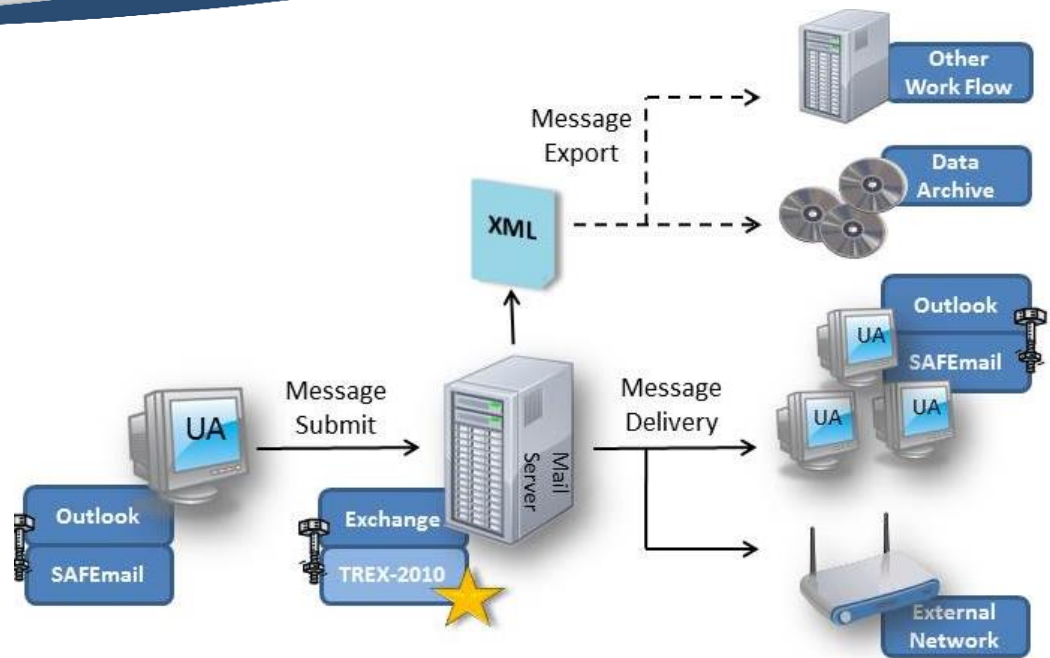 Other
Work Flow
Message
Export
Data
Archive
XML
Outlook
UA
SAFEmail
Message
Submit
Message
Delivery
UA
UA
UA
Mail
Server
Outlook
Exchange
SAFEmail
TREX-2010
External
Network